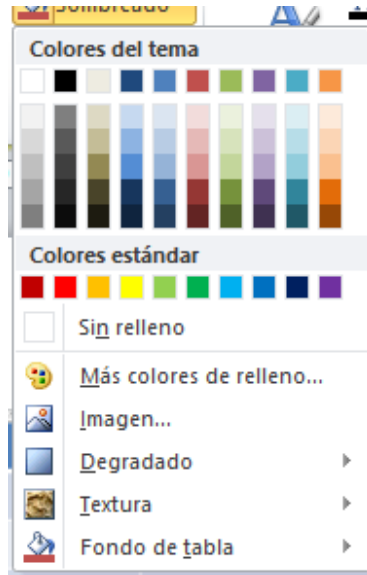 Sombreado
Colores del tema
Colores estándar
Sin relleno
Más colores de relleno...
Imagen...
Degradado
Textura
Fondo de tabla